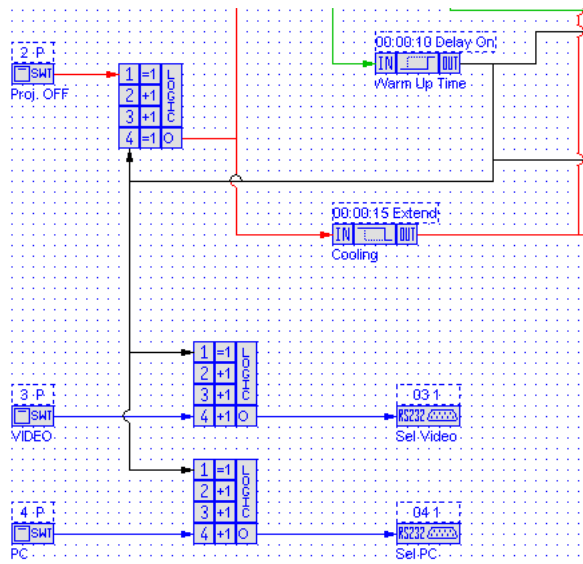 00:00:10 Delay On
IN OUT
Warm Up Time
2 P
SWT
Proj. OFF
1 =1
2 +1
3 +1
4 =1 O
LOGIC
00:00:15 Extend
IN OUT
Cooling
1 =1
2 +1
3 +1
4 +1 O
LOGIC
3 P
SWT
VIDEO
03 1
RS232
Sel Video
1 =1
2 +1
3 +1
4 +1 O
LOGIC
4 P
SWT
PC
04 1
RS232
Sel PC